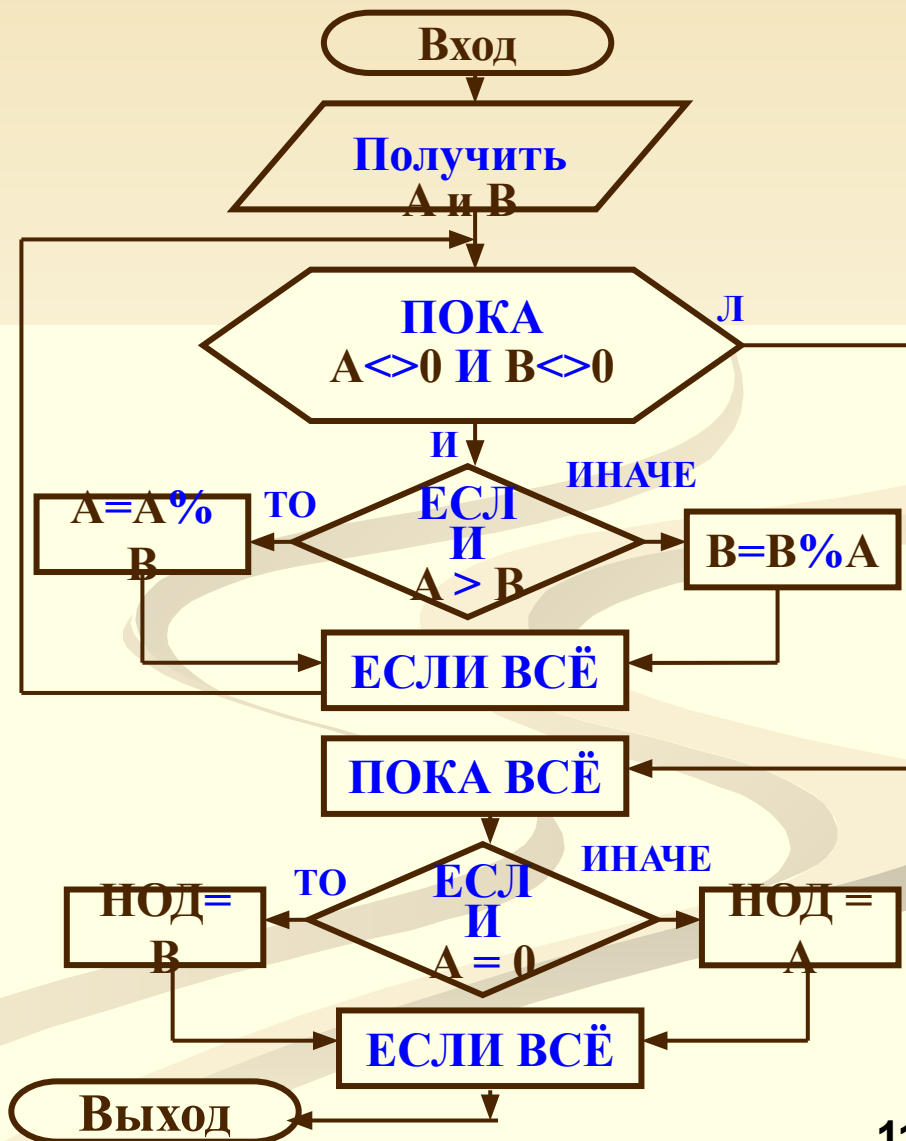 Вход
Получить
А и В
ПОКА
А<>0 И В<>0
Л
И
ЕСЛ
И
А > В
ТО
ИНАЧЕ
А=А%
В
В=В%А
ЕСЛИ ВСЁ
ПОКА ВСЁ
ЕСЛ
И
А = 0
ТО
ИНАЧЕ
НОД=
В
НОД =
А
ЕСЛИ ВСЁ
Выход